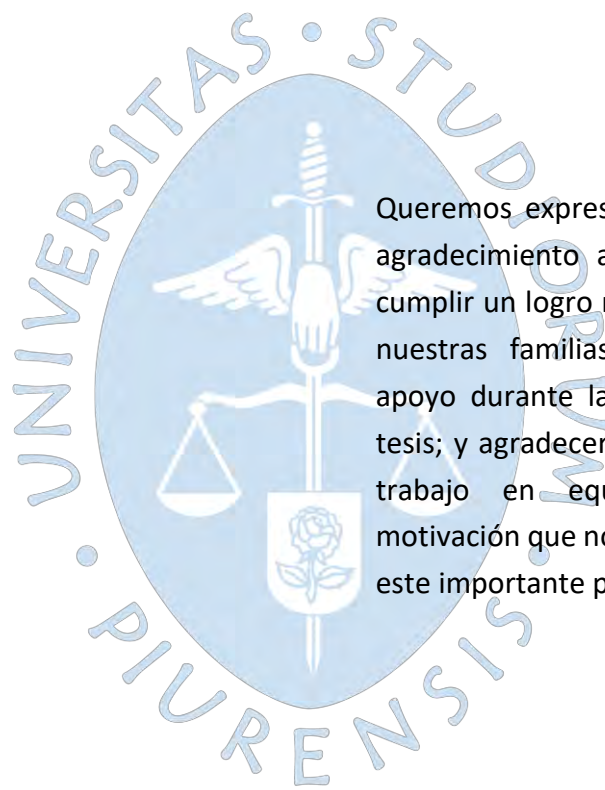 UNIVERSITAS • STUDIORUM • PIURENSIS •
Queremos expres
agradecimiento a
cumplir un logro
nuestras familias
apoyo durante la
tesis; y agradecer
trabajo en equ
motivación que no
este importante p